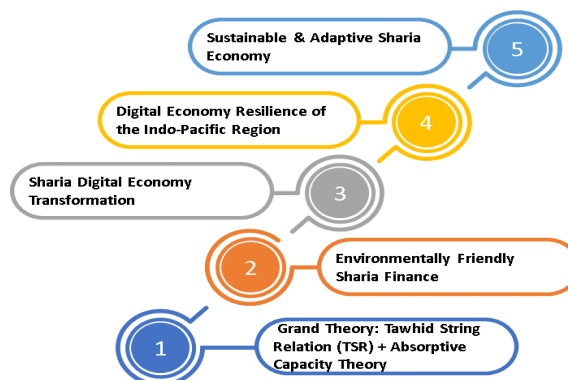 Sustainable & Adaptive Sharia
Economy
5
Digital Economy Resilience of
the Indo-Pacific Region
4
Sharia Digital Economy
Transformation
3
2
Environmentally Friendly
Sharia Finance
1
Grand Theory: Tawhid String
Relation (TSR) + Absorptive
Capacity Theory